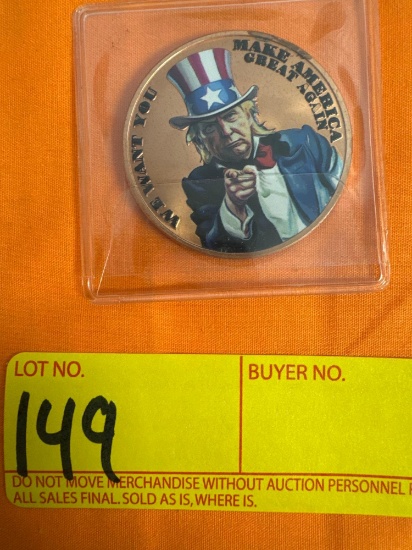 WE WANT YOU
MAKE AMERICA
GREAT AGAIN
LOT NO.
149
BUYER NO.
DO NOT MOVE MERCHANDISE WITHOUT AUCTION PERSONNEL
ALL SALES FINAL. SOLD AS IS, WHERE IS.